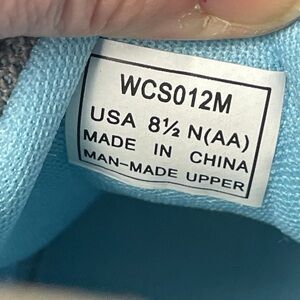 WCS012M
USA 8½ N(AA)
MADE IN CHINA
MAN-MADE UPPER